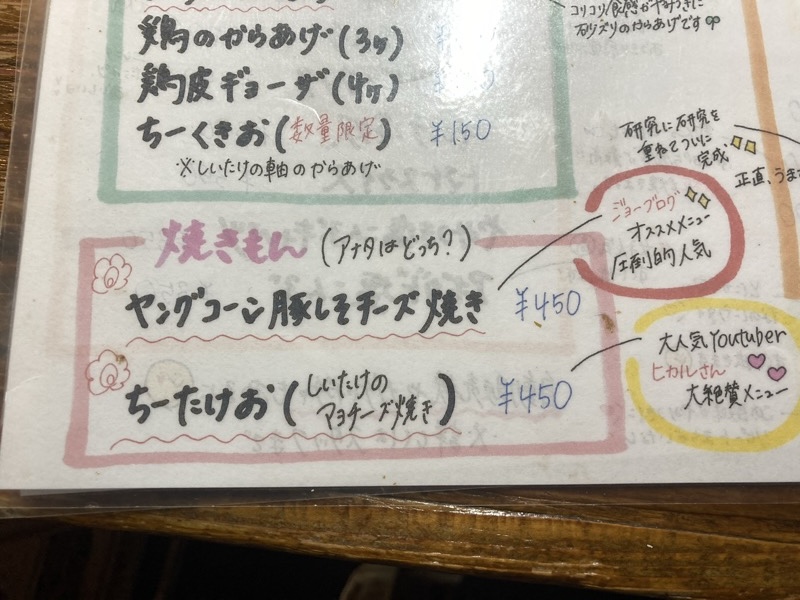 コリコリ食感がやみつきに
砂ズリのからあげです
鶏のからあげ(3ヶ)
鶏皮ギョーザ(4ヶ)
ちーくきお(数量限定) ¥150
※しいたけの軸のからあげ
研究に研究を
重ねてついに
完成
正直、うま
焼きもん(アナタはどっち?)
ジョーブログ
オススメメニュー
圧倒的人気
ヤングコーン豚しそチーズ焼き ¥450
大人気Youtuber
ヒカルさん
大絶賛メニュー
ちーたけお(しいたけの
マヨチーズ焼き) ¥450